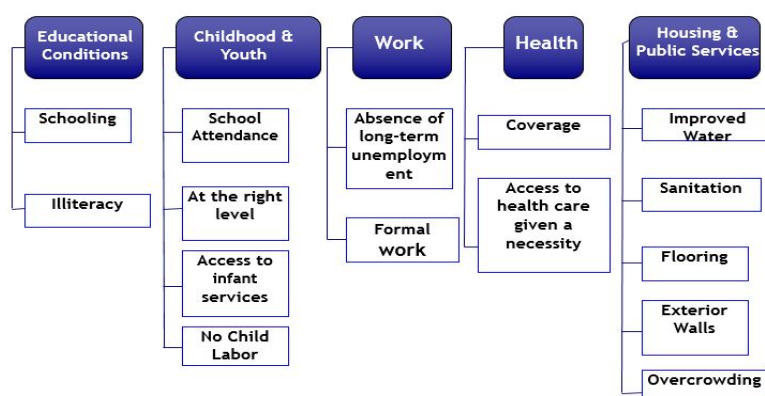 Educational
Conditions
Schooling
Illiteracy
Childhood &
Youth
School
Attendance
At the right
level
Access to
infant
services
No Child
Labor
Work
Absence of
long-term
unemploym
ent
Formal
work
Health
Coverage
Access to
health care
given a
necessity
Housing &
Public Services
Improved
Water
Sanitation
Flooring
Exterior
Walls
Overcrowding